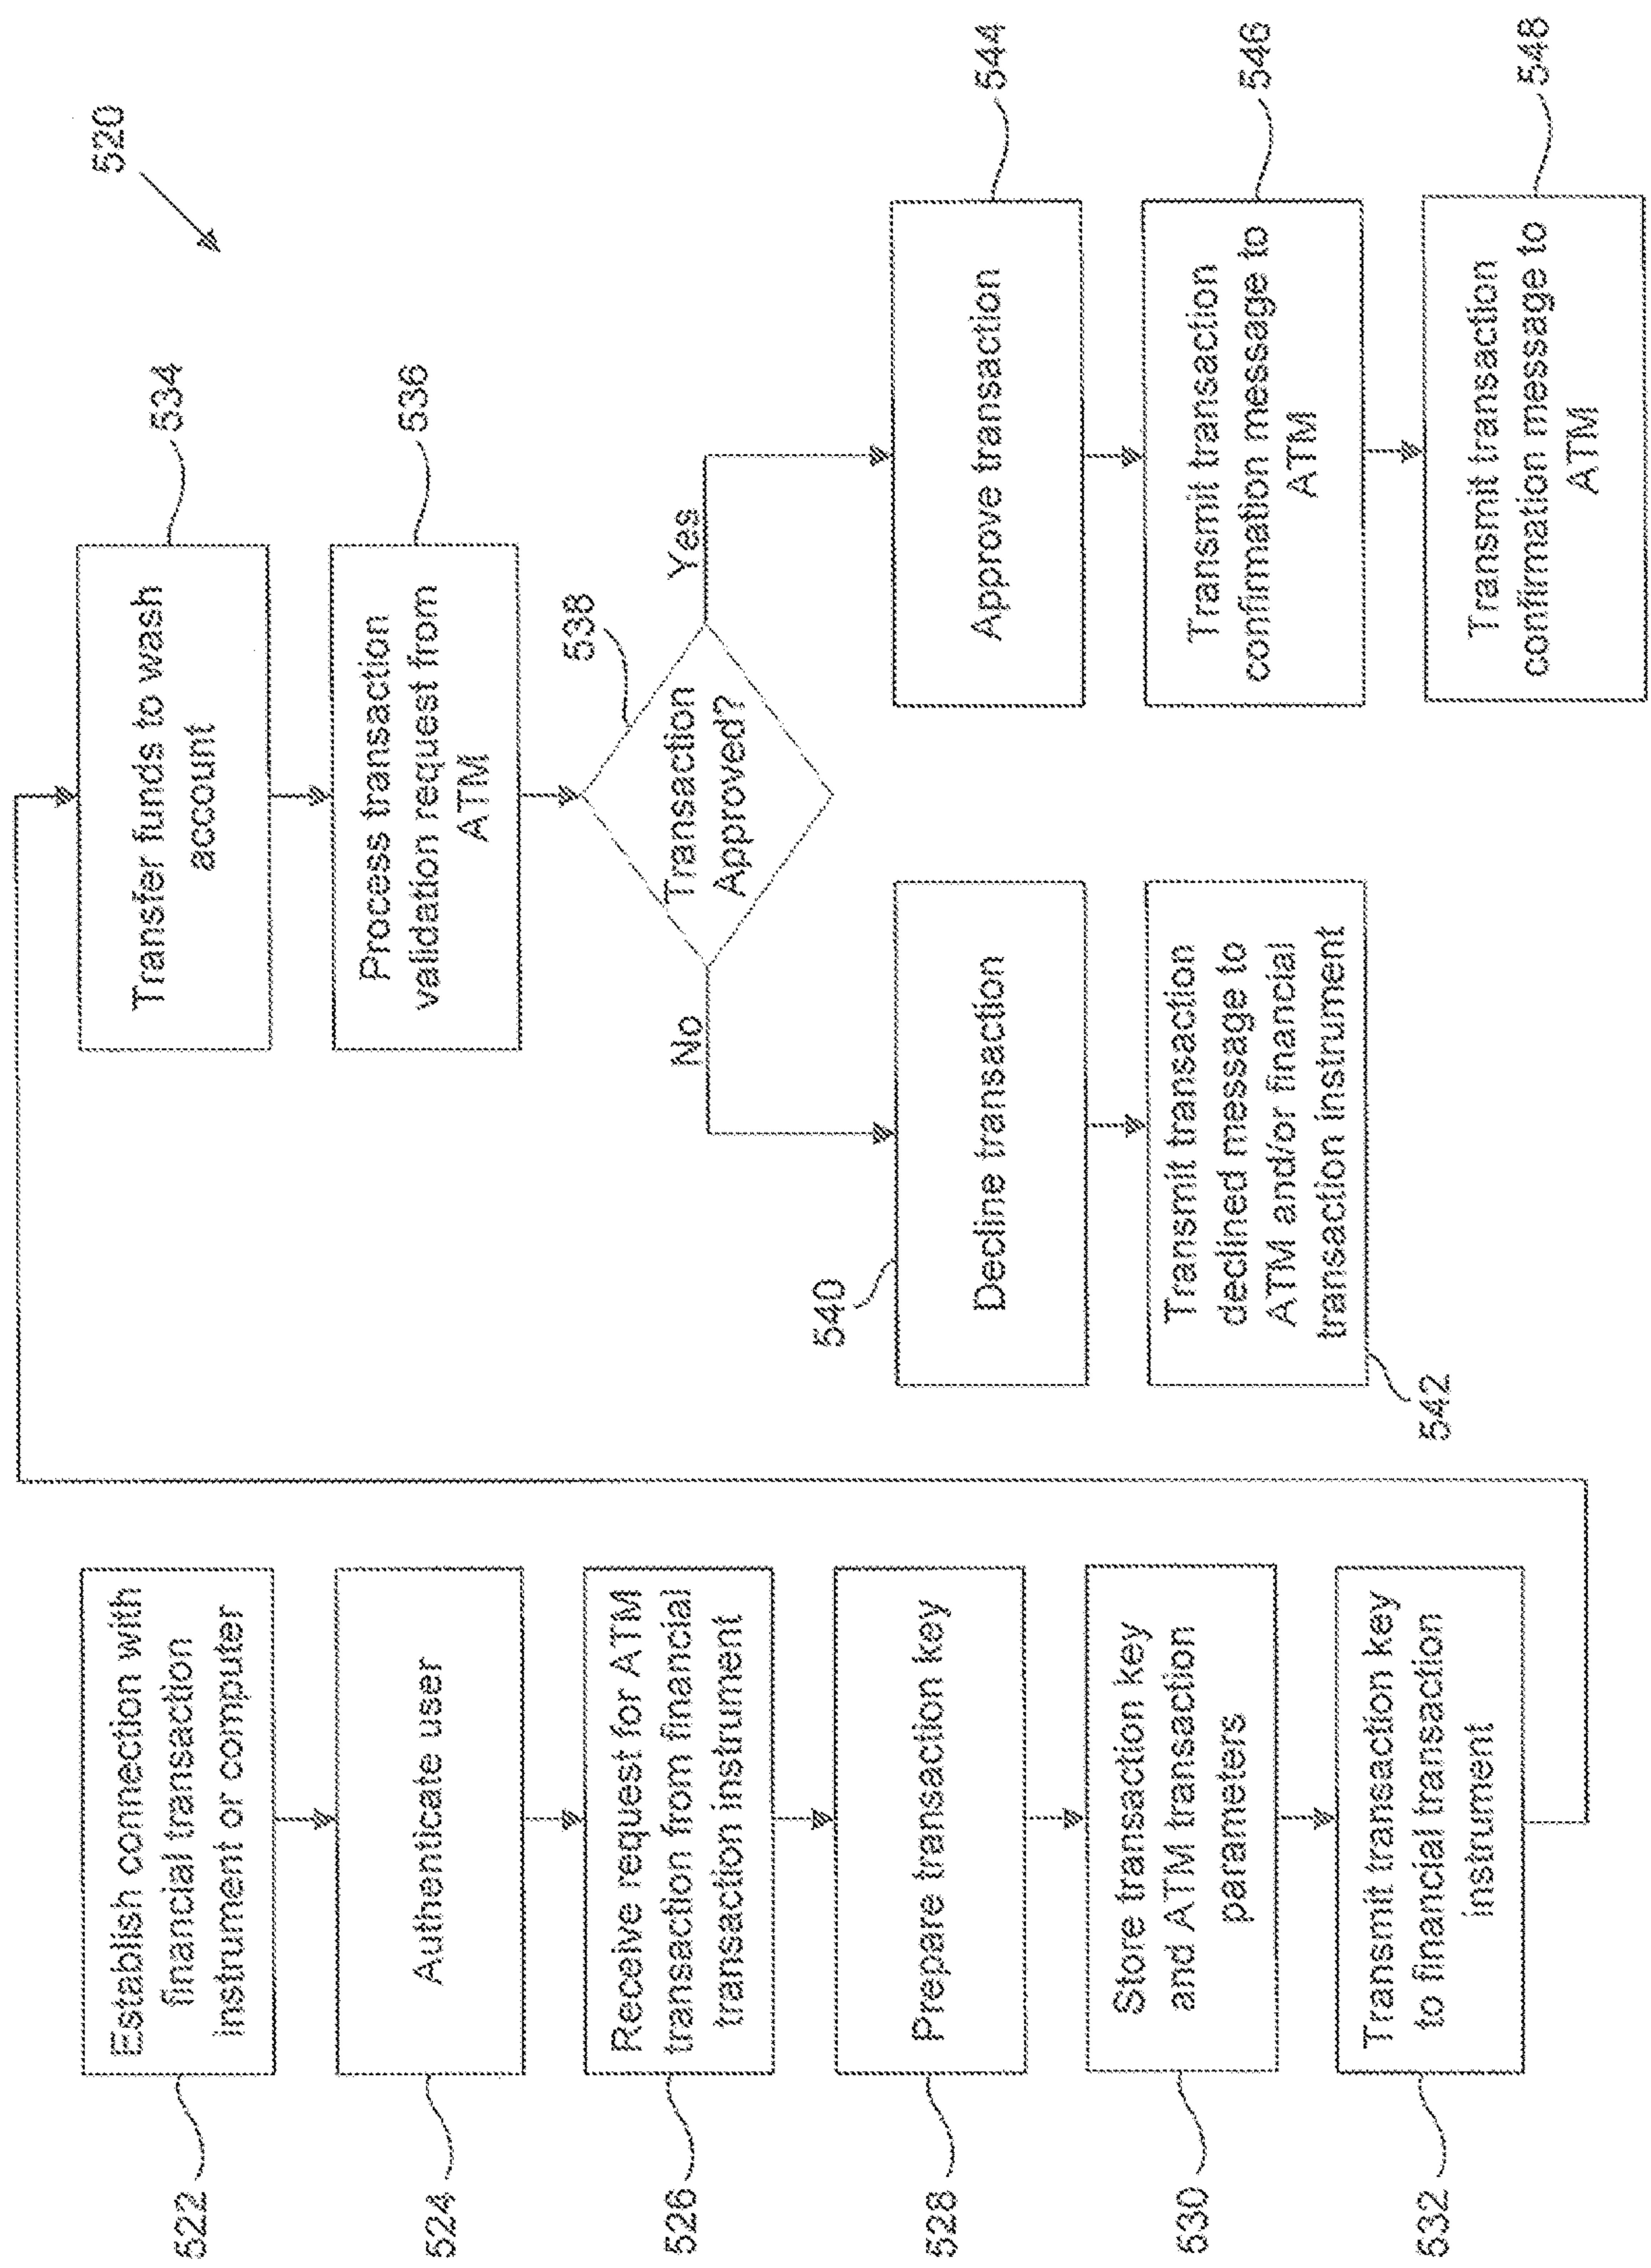 520
522
Establish connection with
financial transaction
instrument or computer
524
Authenticate user
526
Receive request for ATM
transaction from financial
transaction instrument
528
Prepare transaction key
530
Store transaction key
and ATM transaction
parameters
532
Transmit transaction key
to financial transaction
instrument
534
Transfer funds to wash
account
536
Process transaction
validation request from
ATM
538
Transaction
Approved?
No
Yes
540
Decline transaction
542
Transmit transaction
declined message to
ATM and/or financial
transaction instrument
544
Approve transaction
546
Transmit transaction
confirmation message to
ATM
548
Transmit transaction
confirmation message to
ATM